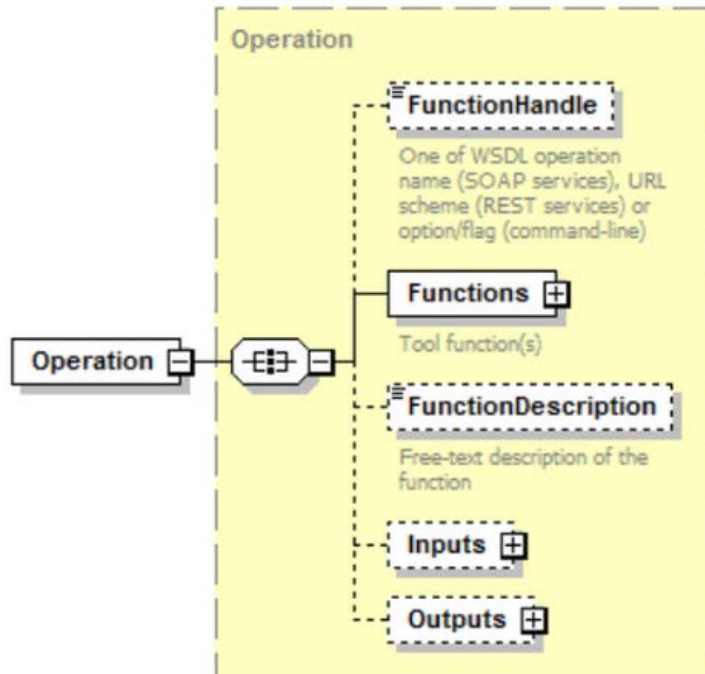 Operation
FunctionHandle
One of WSDL operation
name (SOAP services), URL
scheme (REST services) or
option/flag (command-line)
Functions
Tool function(s)
Operation
FunctionDescription
Free-text description of the
function
Inputs
Outputs